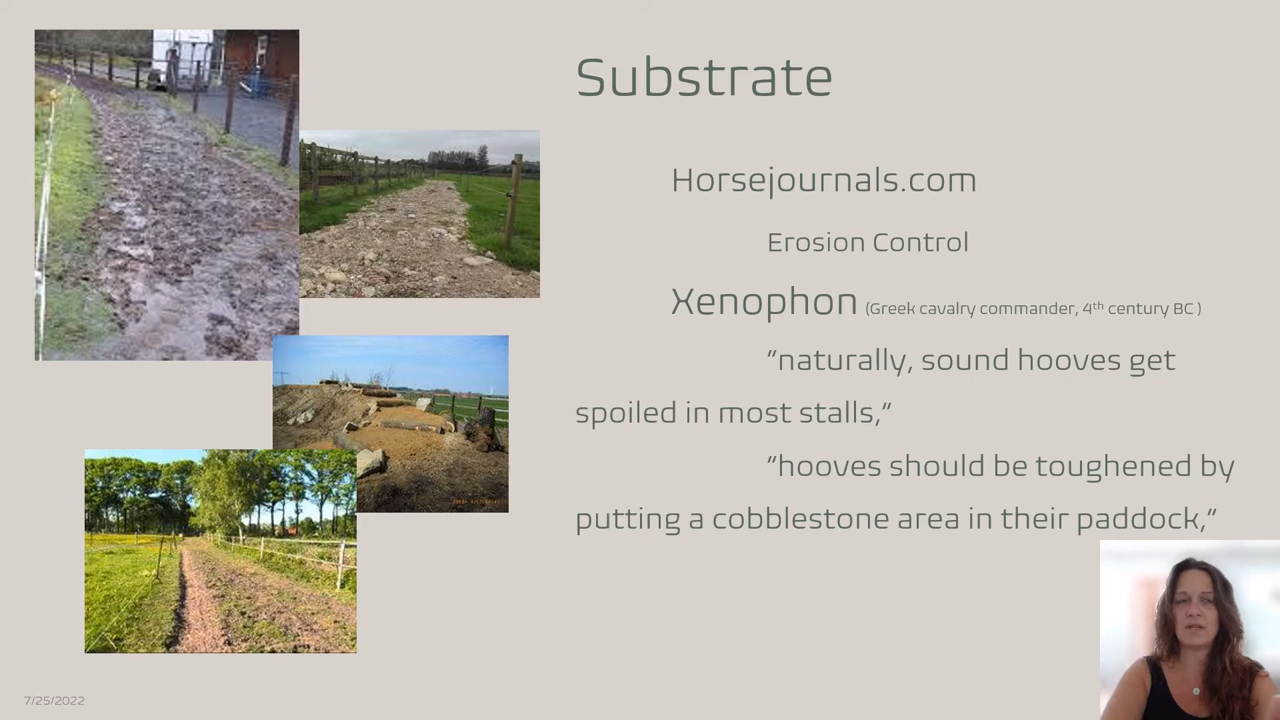 Substrate
Horsejournals.com
Erosion Control
Xenophon (Greek cavalry commander, 4th century BC )
"naturally, sound hooves get
spoiled in most stalls,"
"hooves should be toughened by
putting a cobblestone area in their paddock,"
7/25/2022